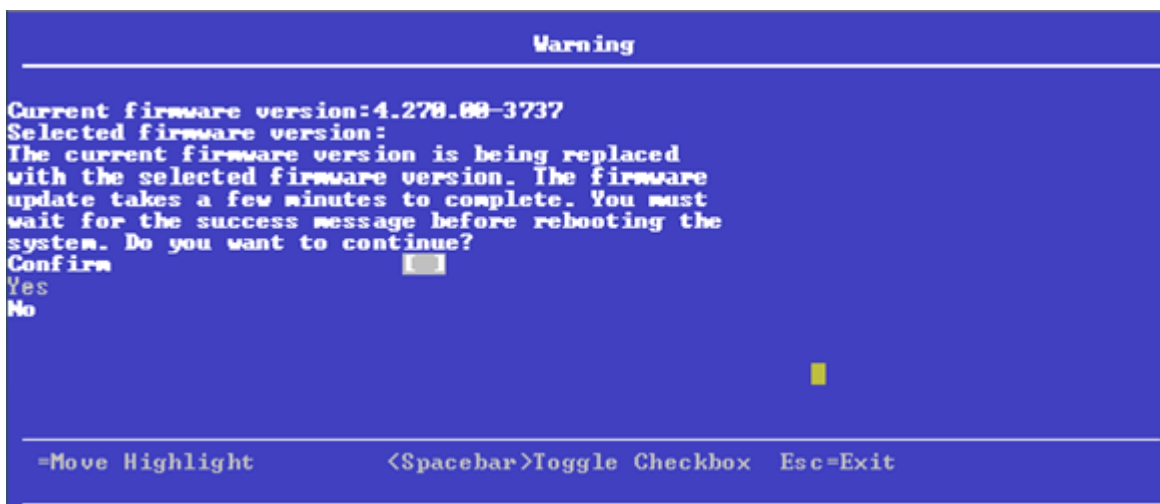 Warning
Current firmware version:4.270.00-3737
Selected firmware version:
The current firmware version is being replaced
with the selected firmware version. The firmware
update takes a few minutes to complete. You must
wait for the success message before rebooting the
system. Do you want to continue?
Confirm [ ]
Yes
No
=Move Highlight <Spacebar>Toggle Checkbox Esc=Exit